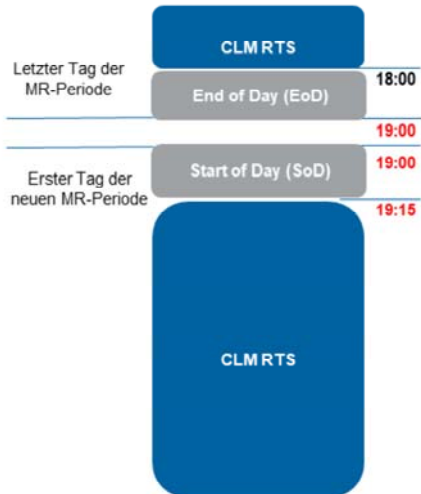 CLM RTS
Letzter Tag der
MR-Periode
18:00
End of Day (EoD)
19:00
19:00
Start of Day (SoD)
Erster Tag der
neuen MR-Periode
19:15
CLM RTS